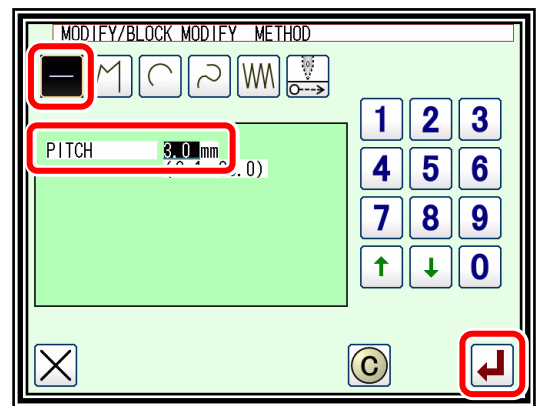 MODIFY/BLOCK MODIFY METHOD
1 2 3
PITCH 3.0 mm
4 5 6
7 8 9
↑ ↓ 0
C